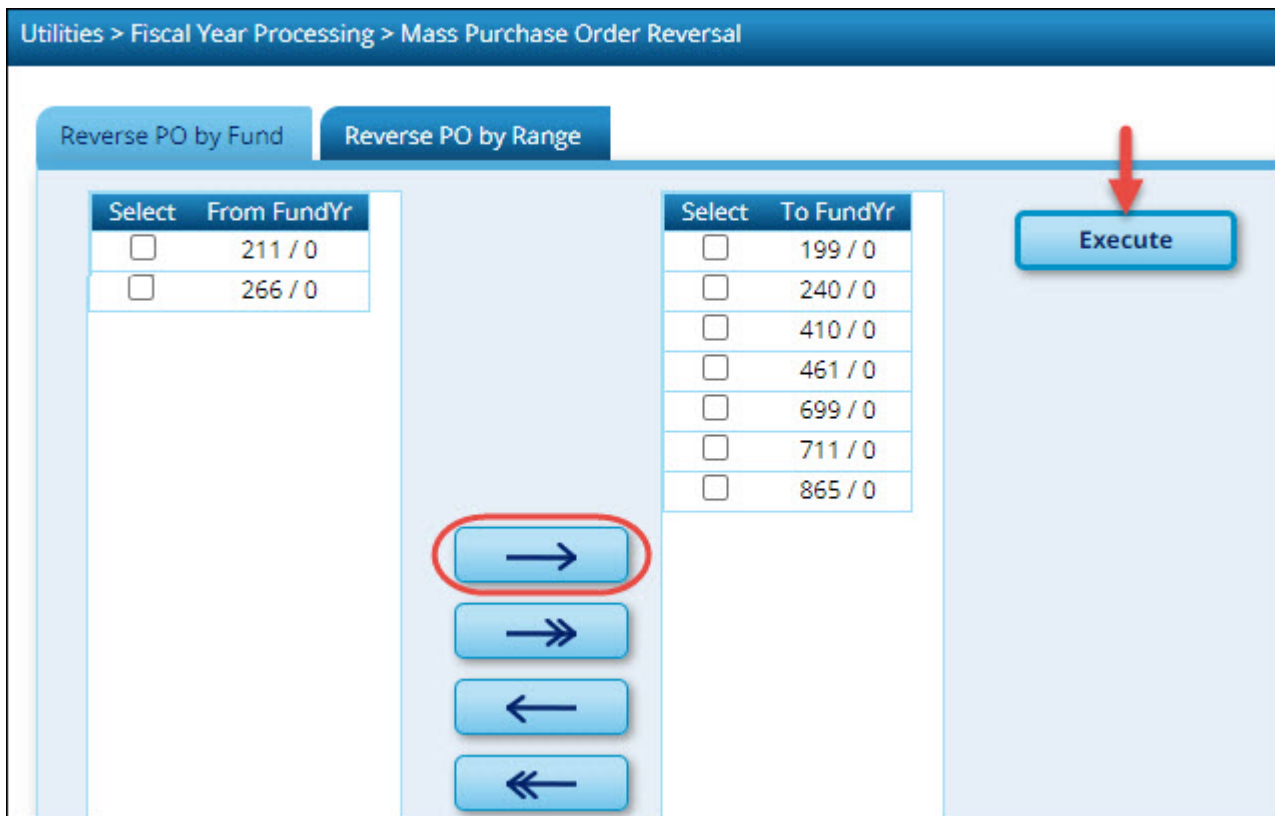 Utilities > Fiscal Year Processing > Mass Purchase Order Reversal
Reverse PO by Fund
Reverse PO by Range
Select From FundYr
211 / 0
266 / 0
Select To FundYr
199 / 0
240 / 0
410 / 0
461 / 0
699 / 0
711 / 0
865 / 0
Execute